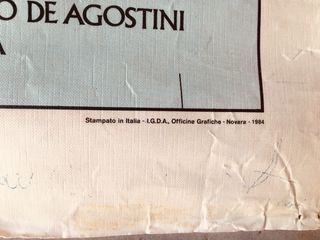 O DE AGOSTINI
A
Stampato in Italia - I.G.D.A., Officine Grafiche - Novara - 1984